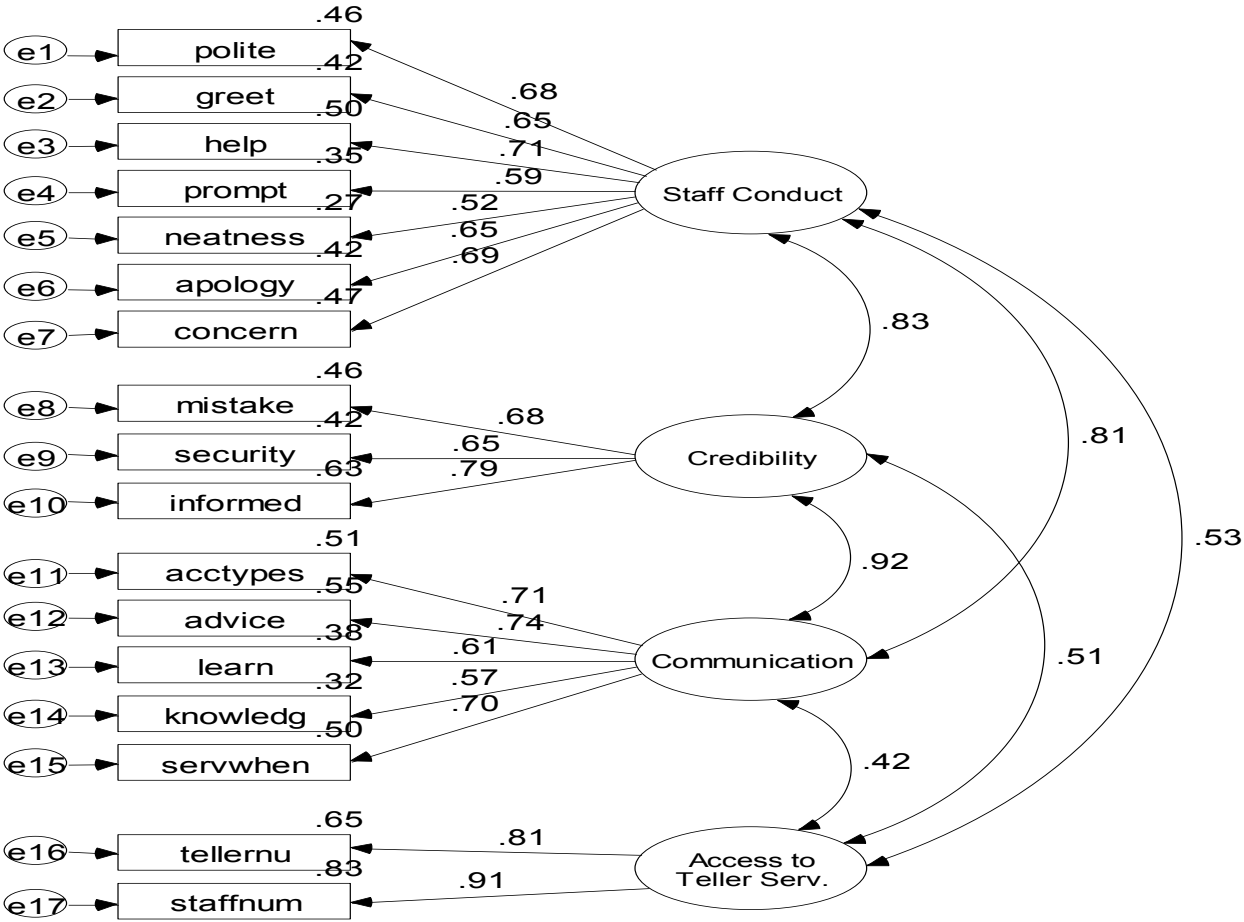 .46
e1 polite
.42
.68
e2 greet
.50
.65
e3 help
.71
.35
e4 prompt
.59
Staff Conduct
.27
.52
e5 neatness
.65
.42
e6 apology
.69
.47
e7 concern
.83
.46
e8 mistake
.68
.42
.81
e9 security
.65
Credibility
.63
.79
e10 informed
.51
.53
e11 acctypes
.92
.55
.71
e12 advice
.74
.38
e13 learn
.61
Communication
.51
.32
.57
e14 knowledg
.70
.50
e15 servwhen
.42
.65
e16 tellernu
.81
Access to
Teller Serv.
.83
.91
e17 staffnum